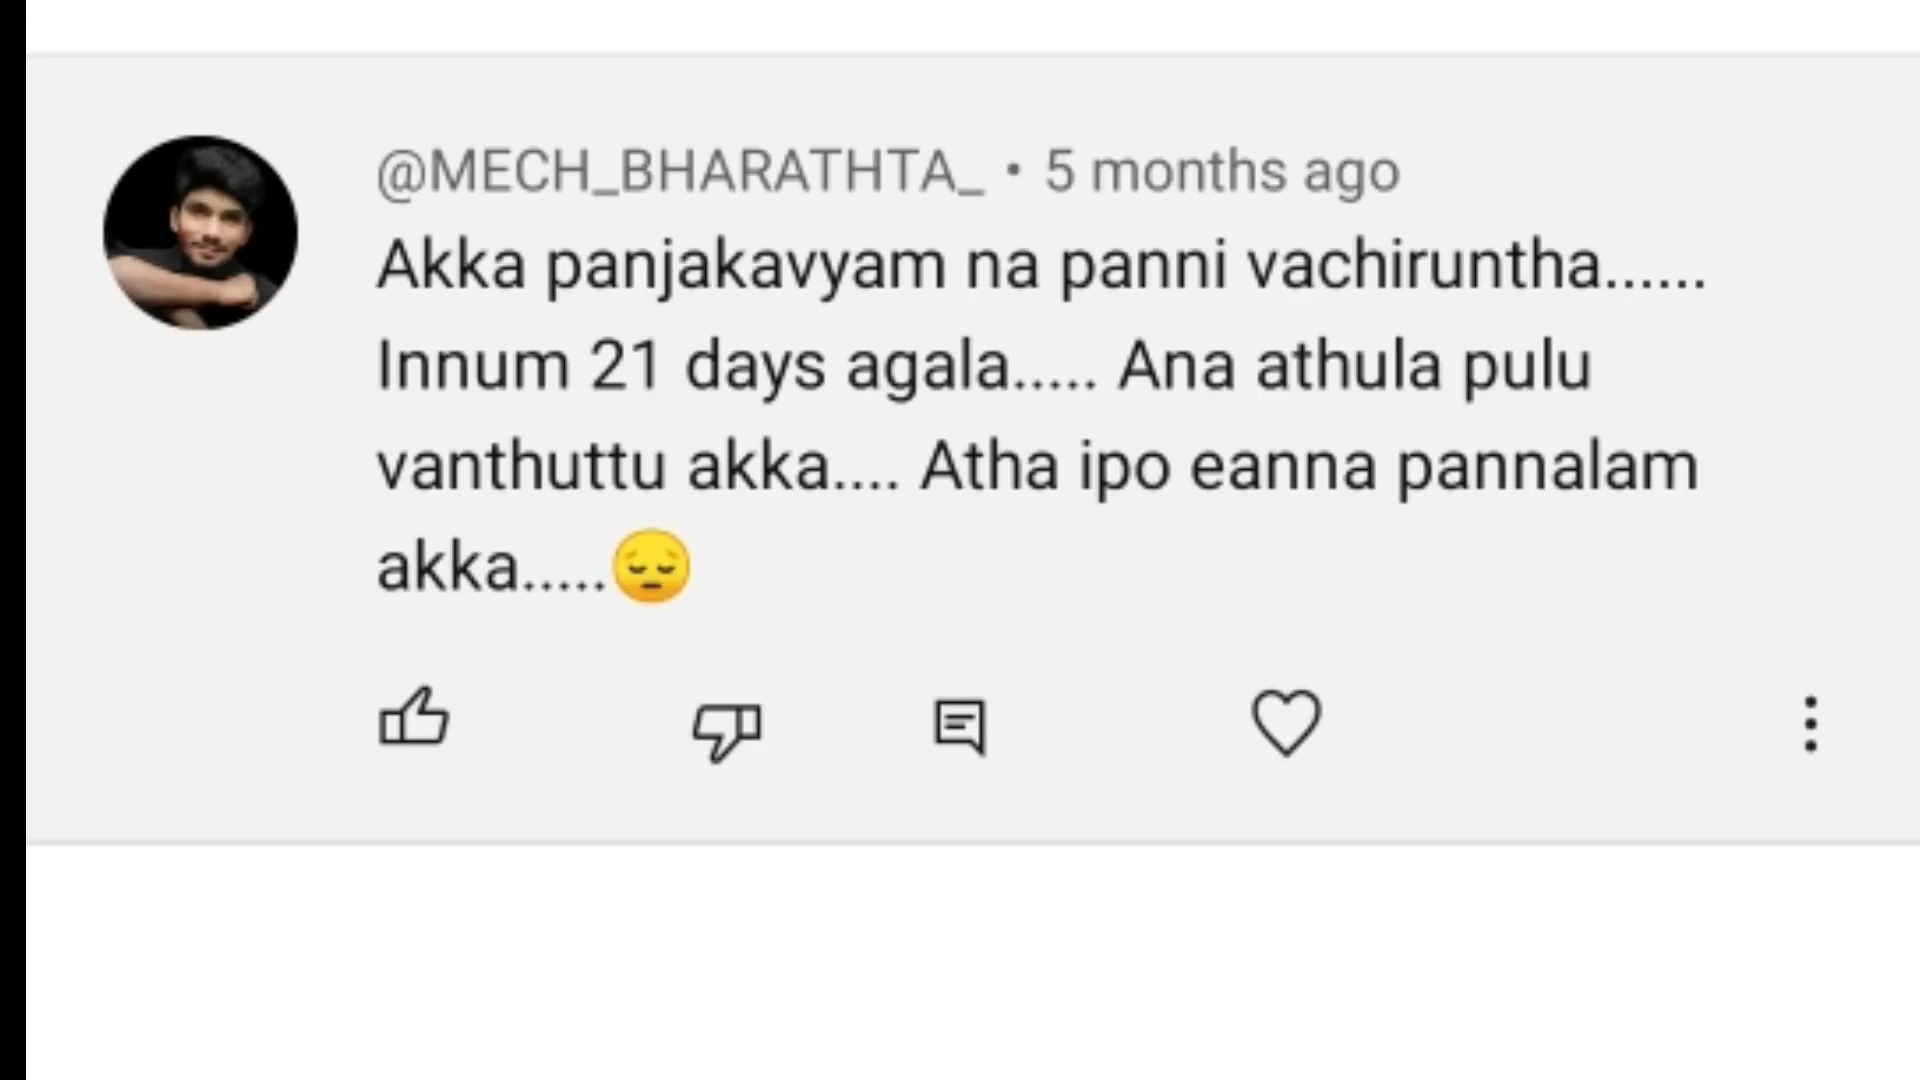 @MECH_BHARATHTA_ • 5 months ago
Akka panjakavyam na panni vachiruntha......
Innum 21 days agala..... Ana athula pulu
vanthuttu akka.... Atha ipo eanna pannalam
akka.....😔